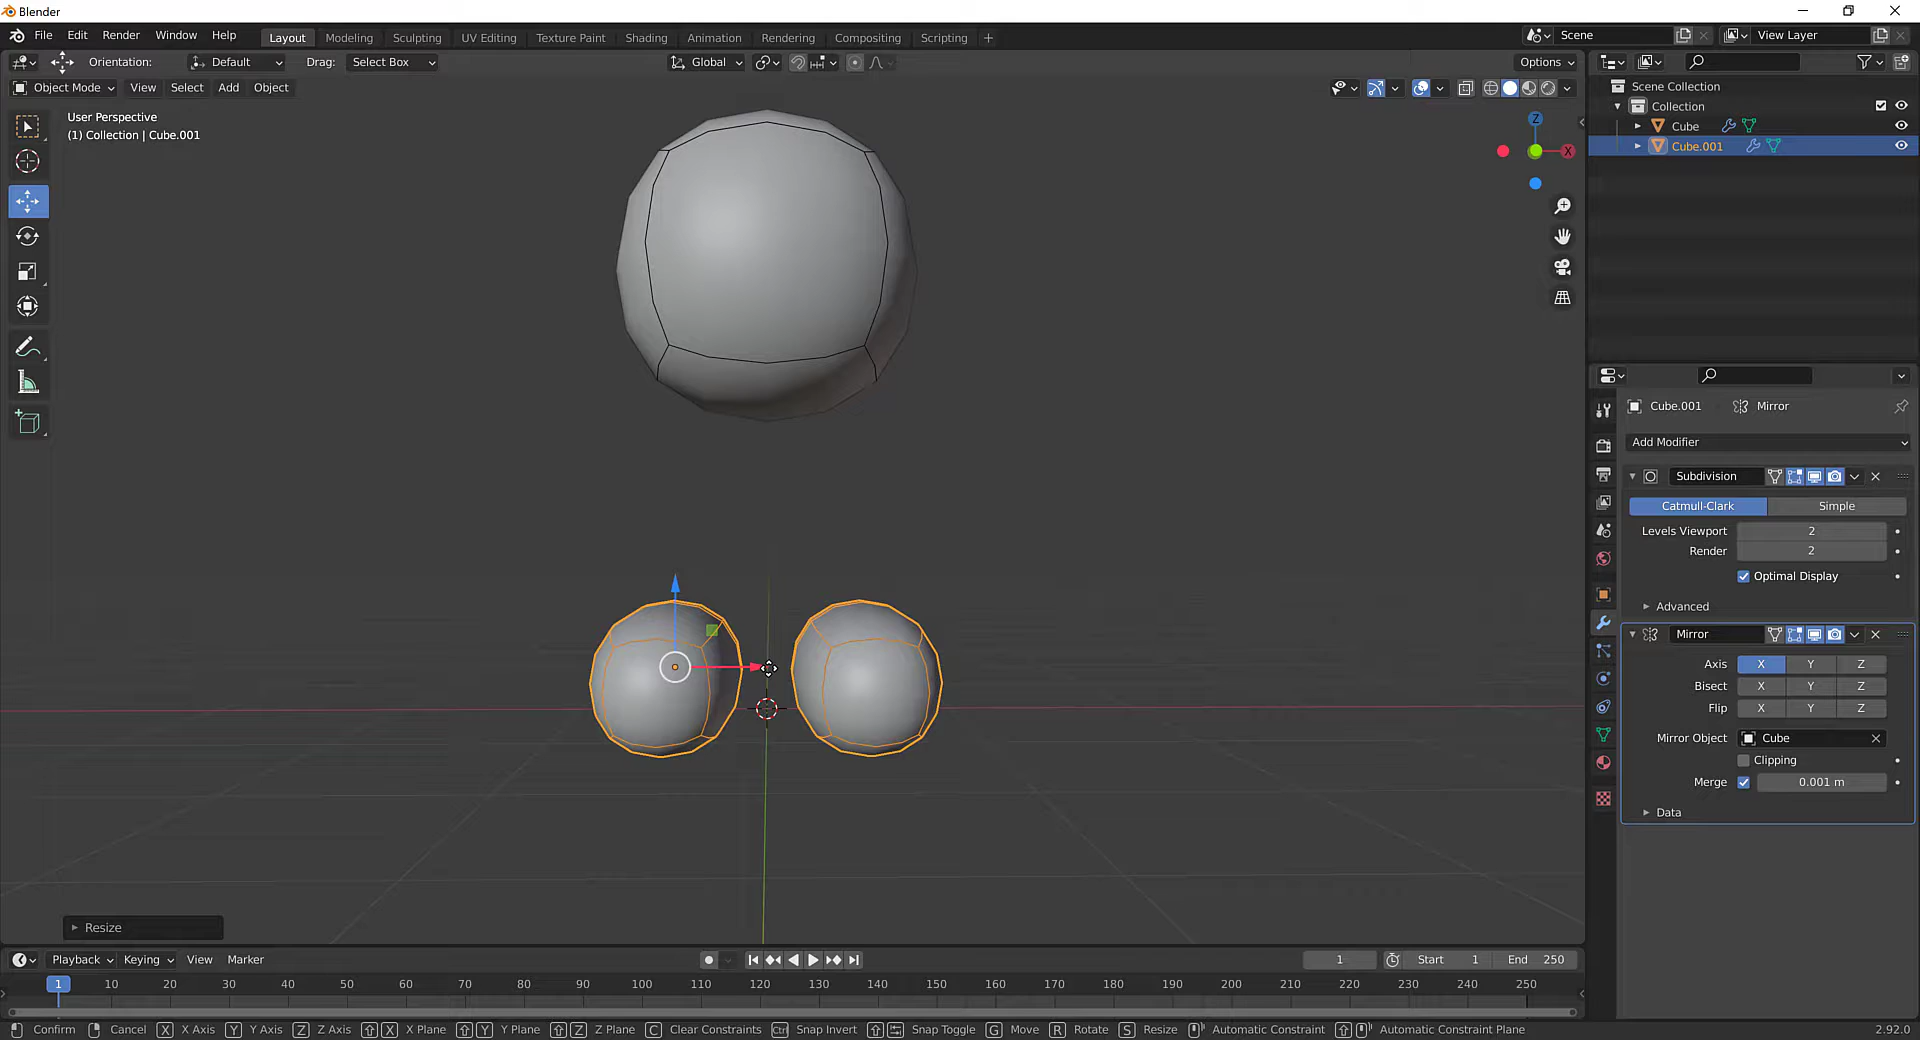 Blender
File Edit Render Window Help Layout Modeling Sculpting UV Editing Texture Paint Shading Animation Rendering Compositing Scripting + Scene View Layer
Orientation: Default Drag: Select Box Global Options
Object Mode View Select Add Object
User Perspective
(1) Collection | Cube.001
Z
X
Scene Collection
Collection
Cube
Cube.001
Cube.001 Mirror
Add Modifier
Subdivision
Catmull-Clark Simple
Levels Viewport 2
Render 2
Optimal Display
Advanced
Mirror
Axis X Y Z
Bisect X Y Z
Flip X Y Z
Mirror Object Cube
Clipping
Merge 0.001 m
Data
Resize
Playback Keying View Marker 1 Start 1 End 250
1 10 20 30 40 50 60 70 80 90 100 110 120 130 140 150 160 170 180 190 200 210 220 230 240 250
Confirm Cancel X X Axis Y Y Axis Z Z Axis X X Plane Y Y Plane Z Z Plane C Clear Constraints Ctrl Snap Invert Snap Toggle G Move R Rotate S Resize Automatic Constraint Automatic Constraint Plane 2.92.0